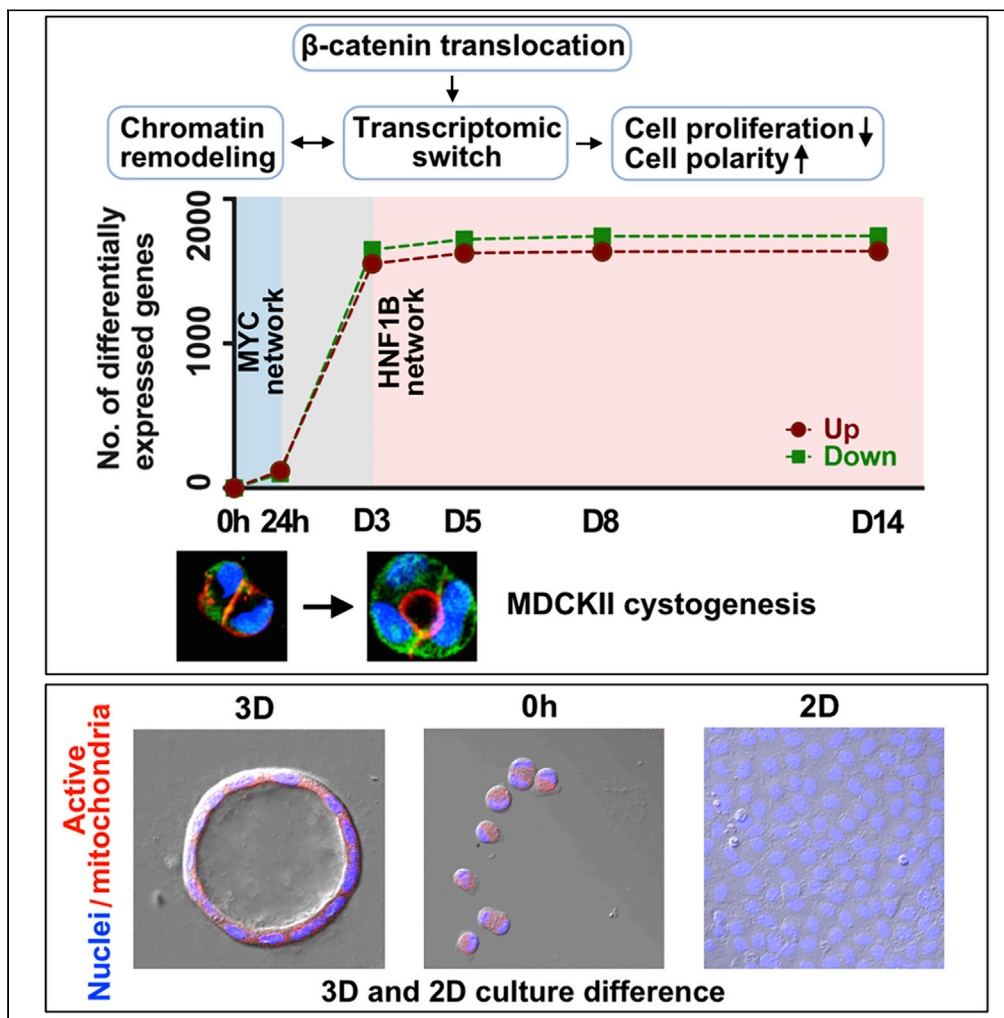 β-catenin translocation
Chromatin
remodeling
Transcriptomic
switch
Cell proliferation↓
Cell polarity↑
No. of differentially
expressed genes
2000
1000
0
MYC
network
HNF1B
network
Up
Down
0h 24h D3 D5 D8 D14
MDCKII cystogenesis
3D 0h 2D
Active
Nuclei/mitochondria
3D and 2D culture difference